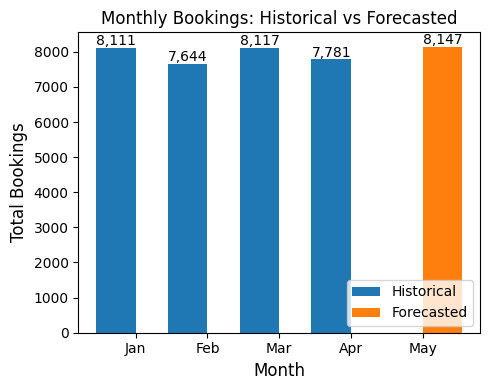 Monthly Bookings: Historical vs Forecasted
8,111
7,644
8,117
7,781
8,147
8000
7000
6000
5000
4000
3000
2000
1000
0
Total Bookings
Historical
Forecasted
Jan
Feb
Mar
Apr
May
Month